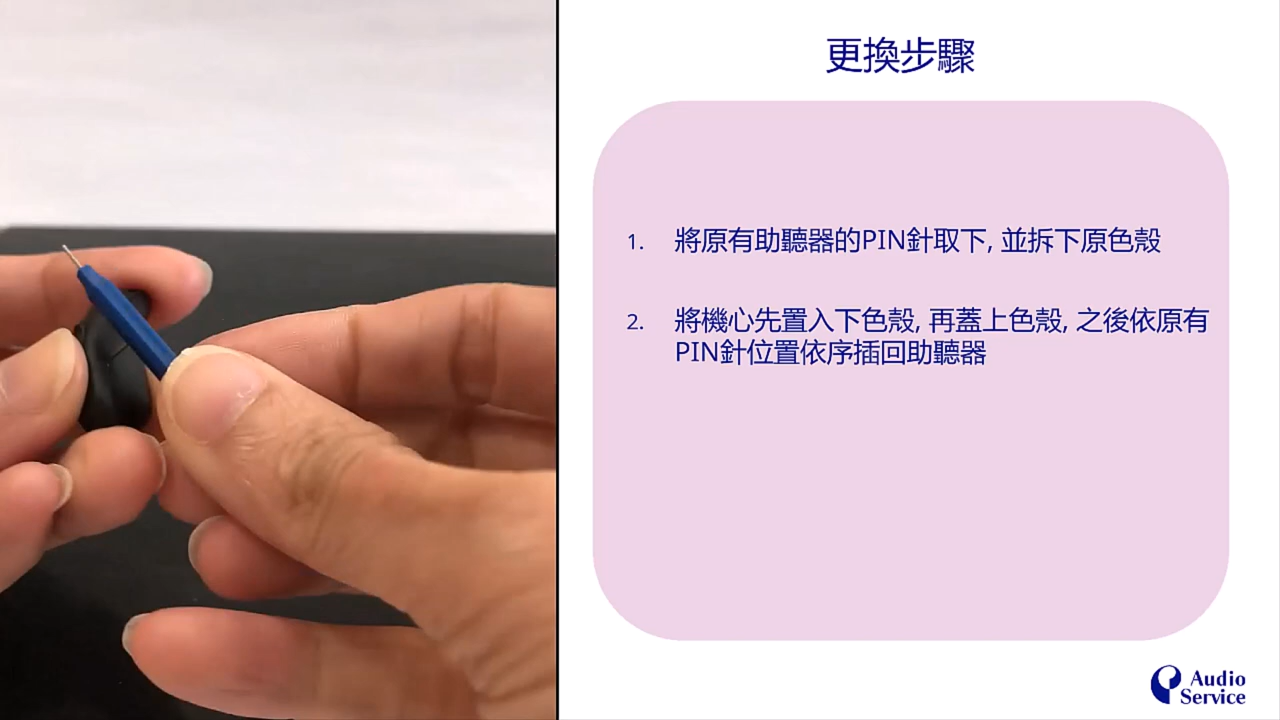 更換步驟
1. 將原有助聽器的PIN針取下, 並拆下原色殼
2. 將機心先置入下色殼, 再蓋上色殼, 之後依原有
PIN針位置依序插回助聽器
Audio
Service